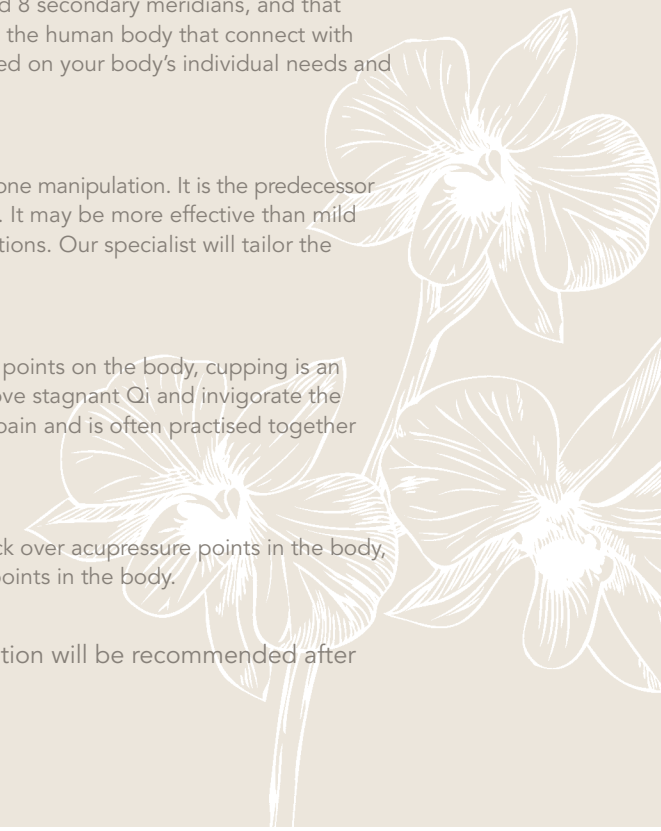 d 8 secondary meridians, and that
the human body that connect with
ed on your body’s individual needs and
one manipulation. It is the predecessor
. It may be more effective than mild
tions. Our specialist will tailor the
points on the body, cupping is an
ove stagnant Qi and invigorate the
pain and is often practised together
ck over acupressure points in the body,
points in the body.
tion will be recommended after